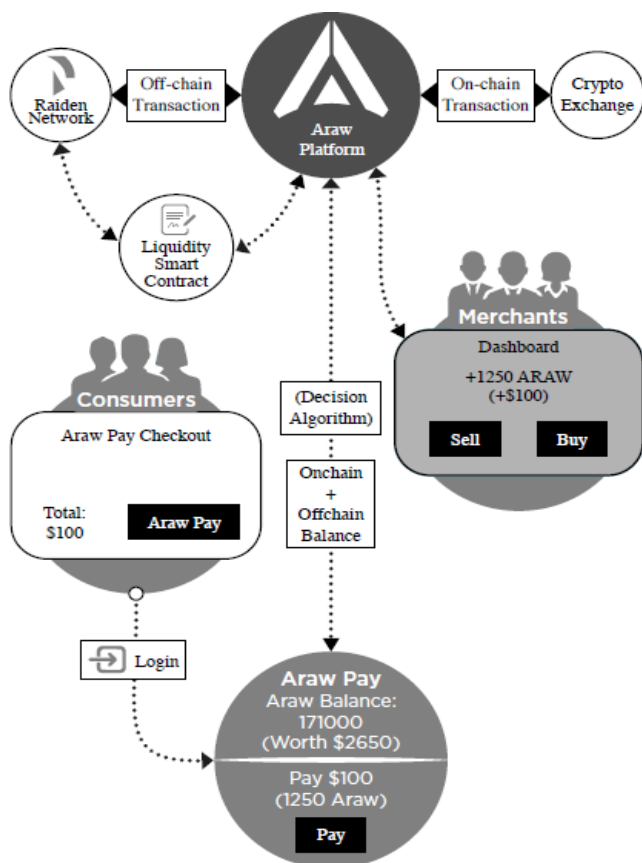 Raiden
Network
Off-chain
Transaction
Araw
Platform
On-chain
Transaction
Crypto
Exchange
Liquidity
Smart
Contract
Merchants
Dashboard
+1250 ARAW
(+$100)
Sell
Buy
Consumers
Araw Pay Checkout
Total:
$100
Araw Pay
(Decision
Algorithm)
Onchain
+
Offchain
Balance
Login
Araw Pay
Araw Balance:
171000
(Worth $2650)
Pay $100
(1250 Araw)
Pay